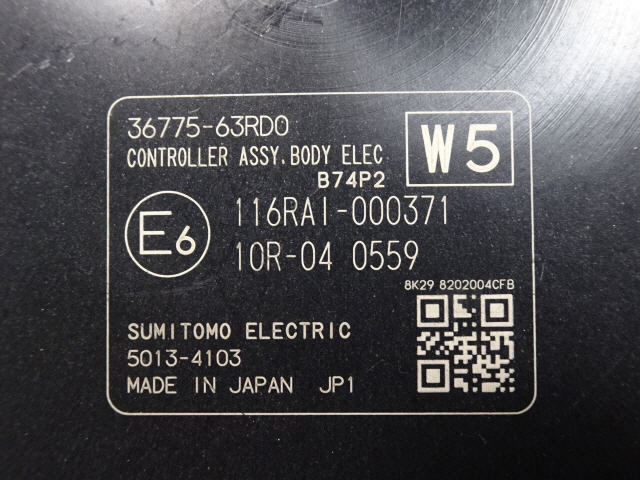 36775-63RD0
CONTROLLER ASSY. BODY ELEC
W5
B74P2
E6
116RAI-000371
10R-04 0559
8K29 8202004CFB
SUMITOMO ELECTRIC
5013-4103
MADE IN JAPAN JP1